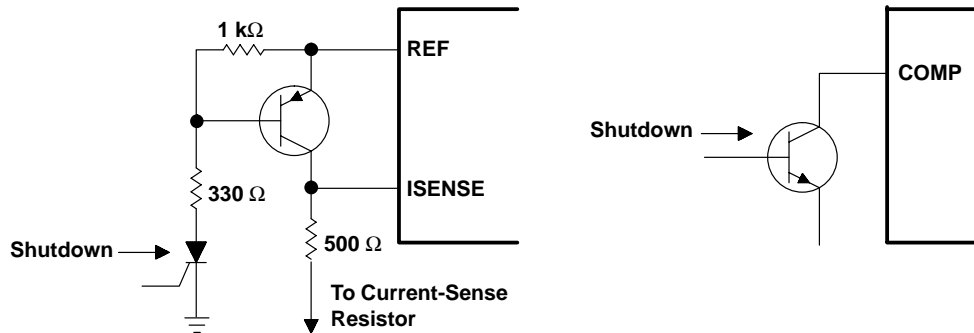 1 kΩ
REF
330 Ω
ISENSE
500 Ω
Shutdown
To Current-Sense
Resistor
COMP
Shutdown